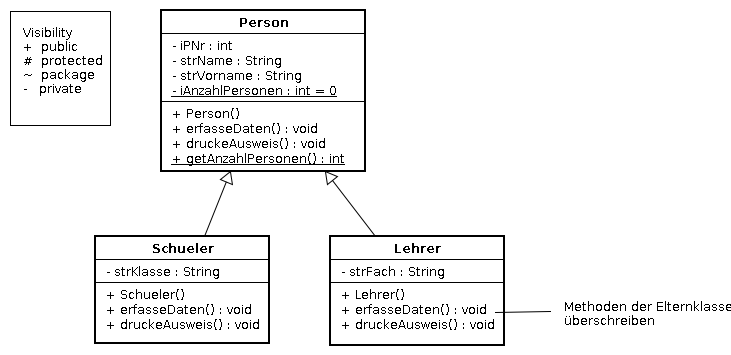 Visibility
+ public
# protected
~ package
- private
Person
- iPNr : int
- strName : String
- strVorname : String
- iAnzahlPersonen : int = 0
+ Person()
+ erfasseDaten() : void
+ druckeAusweis() : void
+ getAnzahlPersonen() : int
Schueler
- strKlasse : String
+ Schueler()
+ erfasseDaten() : void
+ druckeAusweis() : void
Lehrer
- strFach : String
+ Lehrer()
+ erfasseDaten() : void
+ druckeAusweis() : void
Methoden der Elternklasse
überschreiben